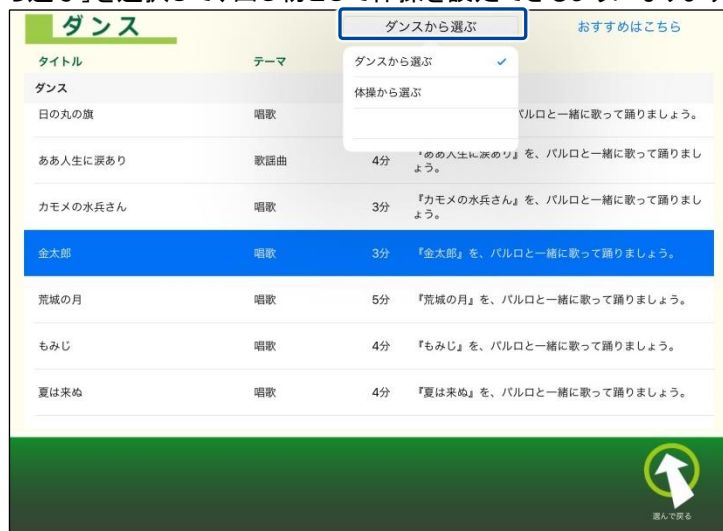 ダンス
ダンスから選ぶ
おすすめはこちら
タイトル
テーマ
ダンスから選ぶ ✓
体操から選ぶ
ダンス
日の丸の旗 唱歌 パルロと一緒に歌って踊りましょう。
ああ人生に涙あり 歌謡曲 4分 『ああ人生に涙あり』を、パルロと一緒に歌って踊りまし
ょう。
カモメの水兵さん 唱歌 3分 『カモメの水兵さん』を、パルロと一緒に歌って踊りまし
ょう。
金太郎 唱歌 3分 『金太郎』を、パルロと一緒に歌って踊りましょう。
荒城の月 唱歌 5分 『荒城の月』を、パルロと一緒に歌って踊りましょう。
もみじ 唱歌 4分 『もみじ』を、パルロと一緒に歌って踊りましょう。
夏は来ぬ 唱歌 4分 『夏は来ぬ』を、パルロと一緒に歌って踊りましょう。
選んで戻る